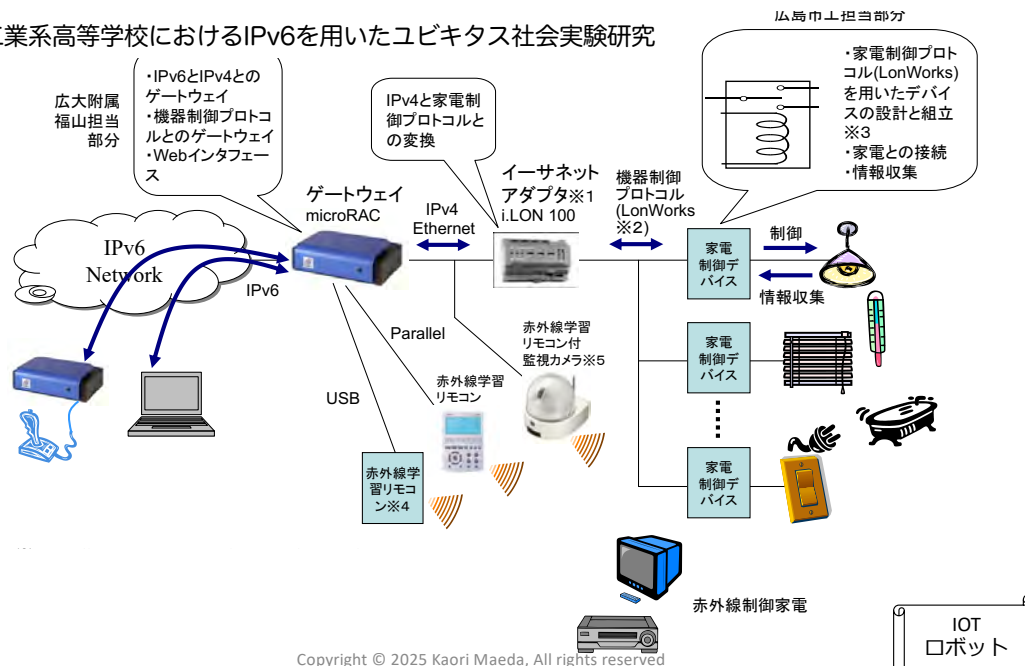 工業系高等学校におけるIPv6を用いたユビキタス社会実験研究
広島市工担当部分
広大附属
福山担当
部分
・IPv6とIPv4との
ゲートウェイ
・機器制御プロトコ
ルとのゲートウェイ
・Webインタフェー
ス
IPv4と家電制
御プロトコルと
の変換
・家電制御プロト
コル(LonWorks)
を用いたデバイ
スの設計と組立
※3
・家電との接続
・情報収集
ゲートウェイ
microRAC
IPv4
Ethernet
イーサネット
アダプタ※1
i.LON 100
機器制御
プロトコル
(LonWorks
※2)
IPv6
Network
IPv6
家電
制御デ
バイス
制御
情報収集
Parallel
USB
赤外線学習
リモコン付
監視カメラ※5
赤外線学習
リモコン
赤外線学
習リモコ
ン※4
家電
制御デ
バイス
家電
制御デ
バイス
赤外線制御家電
IOT
ロボット
Copyright © 2025 Kaori Maeda, All rights reserved